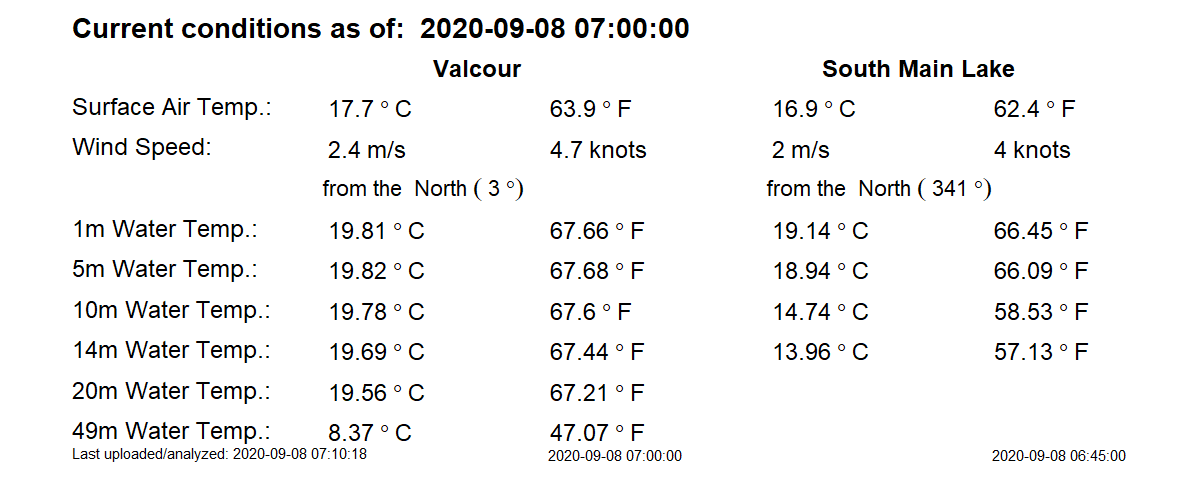 Current conditions as of: 2020-09-08 07:00:00
Valcour South Main Lake
Surface Air Temp.: 17.7 ° C 63.9 ° F 16.9 ° C 62.4 ° F
Wind Speed: 2.4 m/s 4.7 knots 2 m/s 4 knots
from the North ( 3 °) from the North ( 341 °)
1m Water Temp.: 19.81 ° C 67.66 ° F 19.14 ° C 66.45 ° F
5m Water Temp.: 19.82 ° C 67.68 ° F 18.94 ° C 66.09 ° F
10m Water Temp.: 19.78 ° C 67.6 ° F 14.74 ° C 58.53 ° F
14m Water Temp.: 19.69 ° C 67.44 ° F 13.96 ° C 57.13 ° F
20m Water Temp.: 19.56 ° C 67.21 ° F
49m Water Temp.: 8.37 ° C 47.07 ° F
Last uploaded/analyzed: 2020-09-08 07:10:18 2020-09-08 07:00:00 2020-09-08 06:45:00